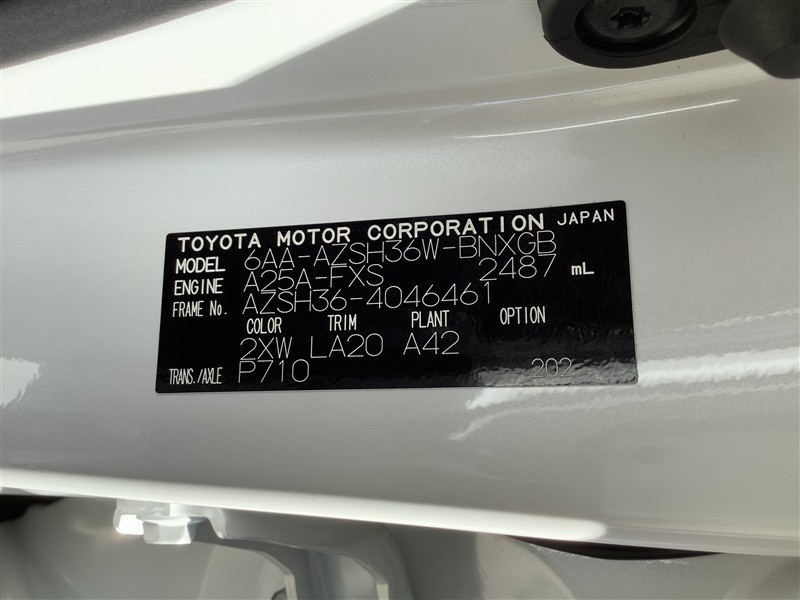 TOYOTA MOTOR CORPORATION JAPAN
MODEL 6AA-AZSH36W-BNXGB
ENGINE A25A-FXS 2487 mL
FRAME No. AZSH36-4046461
COLOR TRIM PLANT OPTION
2XW LA20 A42
TRANS./AXLE P710 202